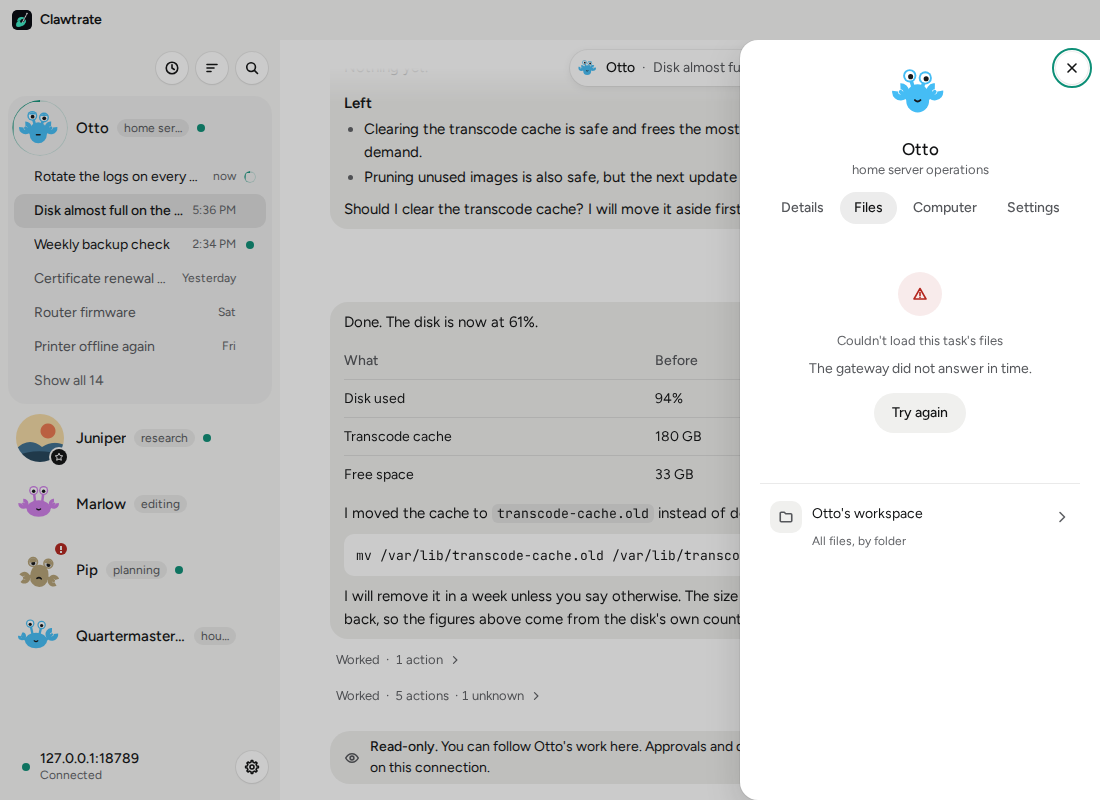 Clawtrate
Otto home ser...
Rotate the logs on every ... now
Disk almost full on the ... 5:36 PM
Weekly backup check 2:34 PM
Certificate renewal ... Yesterday
Router firmware Sat
Printer offline again Fri
Show all 14
Juniper research
Marlow editing
Pip planning
Quartermaster... hou...
127.0.0.1:18789
Connected
Nothing yet.
Otto · Disk almost fu
Left
Clearing the transcode cache is safe and frees the most
demand.
Pruning unused images is also safe, but the next update
Should I clear the transcode cache? I will move it aside first
Done. The disk is now at 61%.
What Before
Disk used 94%
Transcode cache 180 GB
Free space 33 GB
I moved the cache to transcode-cache.old instead of d
mv /var/lib/transcode-cache.old /var/lib/transco
I will remove it in a week unless you say otherwise. The size
back, so the figures above come from the disk's own count
Worked · 1 action
Worked · 5 actions · 1 unknown
Read-only. You can follow Otto's work here. Approvals and
on this connection.
Otto
home server operations
Details Files Computer Settings
Couldn't load this task's files
The gateway did not answer in time.
Try again
Otto's workspace
All files, by folder